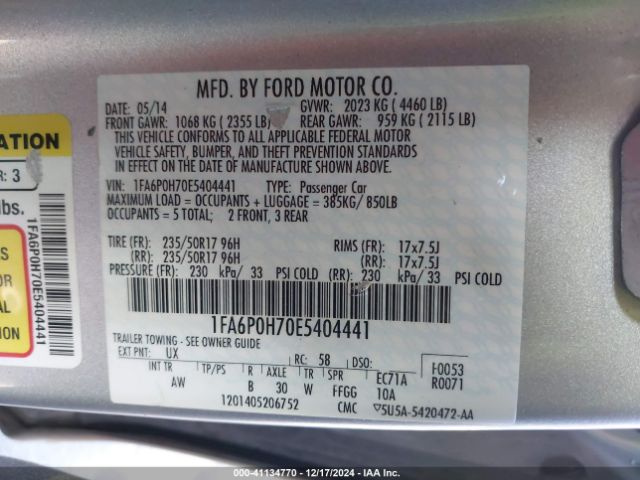 MFD. BY FORD MOTOR CO.
DATE: 05/14 GVWR: 2023 KG ( 4460 LB)
FRONT GAWR: 1068 KG ( 2355 LB) REAR GAWR: 959 KG ( 2115 LB)
THIS VEHICLE CONFORMS TO ALL APPLICABLE FEDERAL MOTOR
VEHICLE SAFETY, BUMPER, AND THEFT PREVENTION STANDARDS
IN EFFECT ON THE DATE OF MANUFACTURE SHOWN ABOVE.
VIN: 1FA6P0H70E5404441 TYPE: Passenger Car
MAXIMUM LOAD = OCCUPANTS + LUGGAGE = 385KG/ 850LB
OCCUPANTS = 5 TOTAL; 2 FRONT, 3 REAR
TIRE (FR): 235/50R17 96H RIMS (FR): 17x7.5J
(RR): 235/50R17 96H (RR): 17x7.5J
PRESSURE (FR): 230 kPa/ 33 PSI COLD (RR): 230 kPa/ 33 PSI COLD
1FA6P0H70E5404441
TRAILER TOWING - SEE OWNER GUIDE
EXT PNT: UX RC: 58 DSO: F0053
INT TR TP/PS R AXLE TR SPR EC71A R0071
AW B 30 W FFGG 10A
1201405206752 CMC 5U5A-5420472-AA
ATION
R: 3
lbs.
1FA6P0H70E5404441
S
TO
AL
ATION
000-41134770 – 12/17/2024 – IAA Inc.